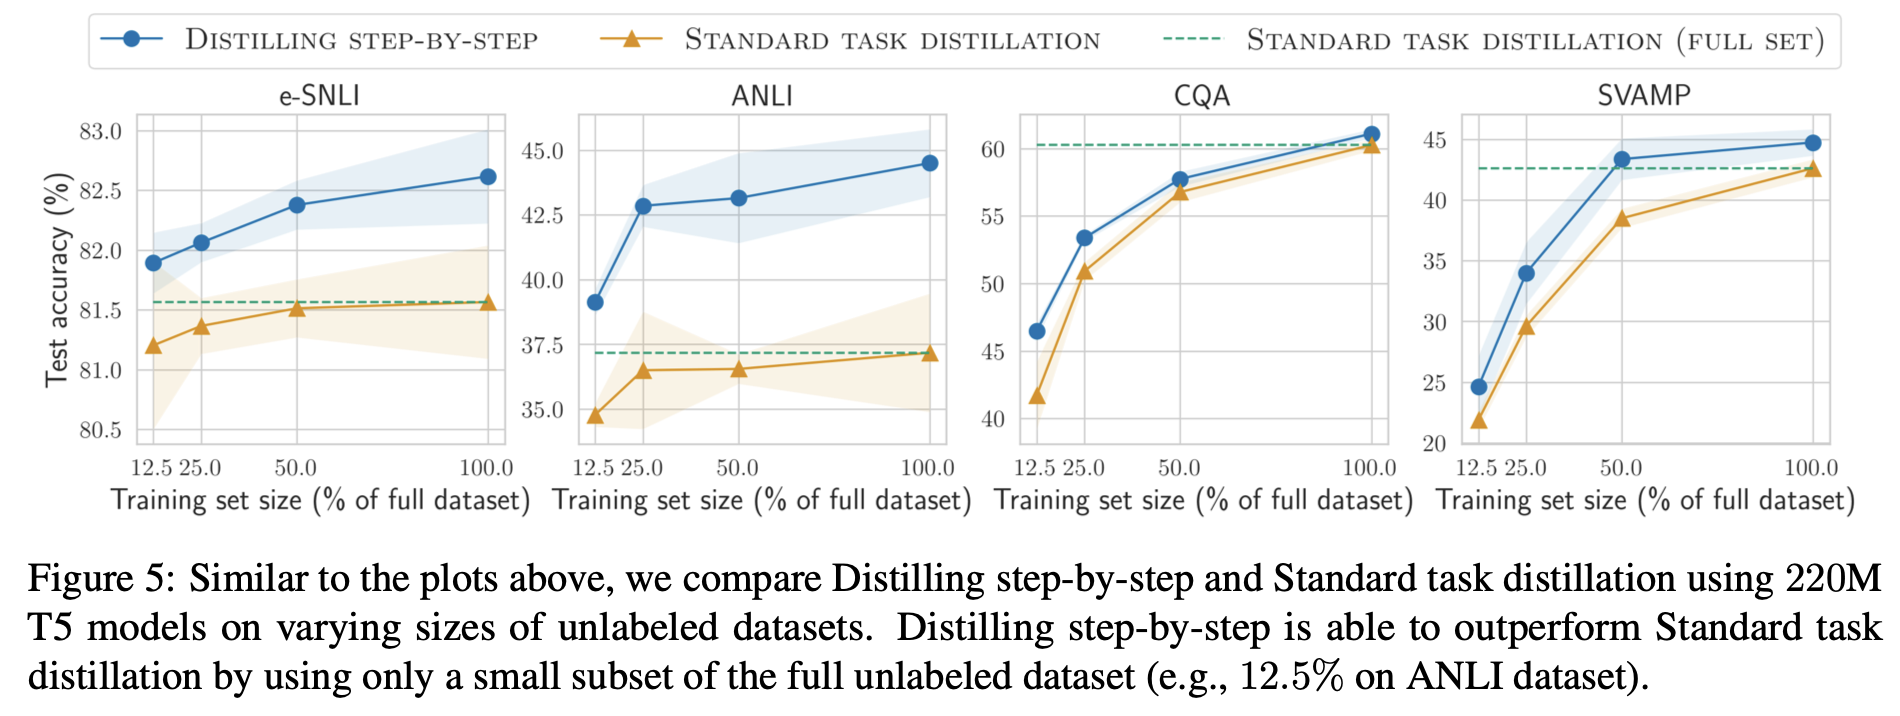 DISTILLING STEP-BY-STEP STANDARD TASK DISTILLATION STANDARD TASK DISTILLATION (FULL SET)
e-SNLI
Test accuracy (%)
83.0
82.5
82.0
81.5
81.0
80.5
12.5 25.0 50.0 100.0
Training set size (% of full dataset)
ANLI
45.0
42.5
40.0
37.5
35.0
12.5 25.0 50.0 100.0
Training set size (% of full dataset)
CQA
60
55
50
45
40
12.5 25.0 50.0 100.0
Training set size (% of full dataset)
SVAMP
45
40
35
30
25
20
12.5 25.0 50.0 100.0
Training set size (% of full dataset)
Figure 5: Similar to the plots above, we compare Distilling step-by-step and Standard task distillation using 220M
T5 models on varying sizes of unlabeled datasets. Distilling step-by-step is able to outperform Standard task
distillation by using only a small subset of the full unlabeled dataset (e.g., 12.5% on ANLI dataset).